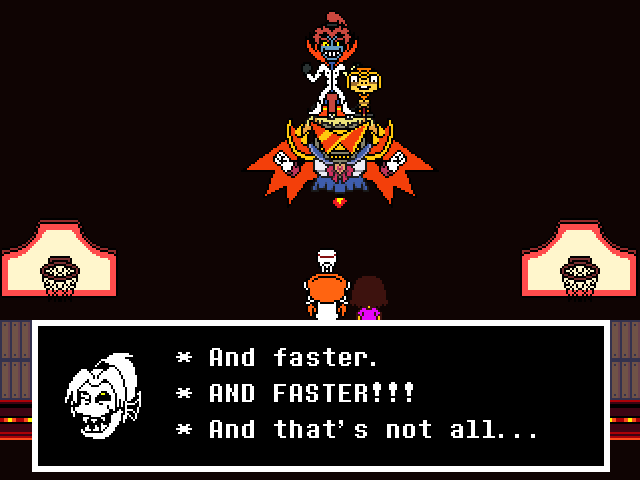 * And faster.
* AND FASTER!!!
* And that's not all...